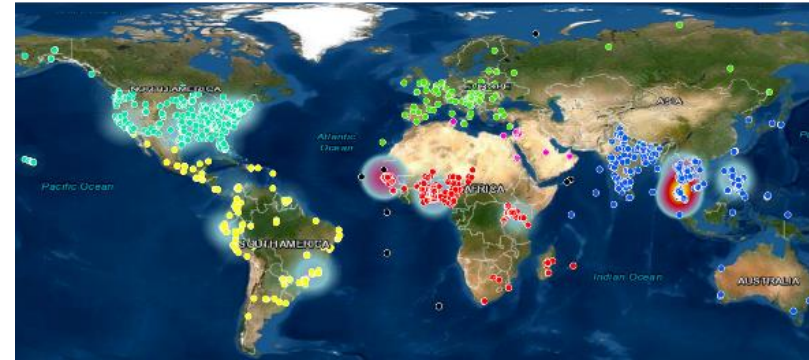 NORTH AMERICA
EUROPE
ASIA
Atlantic
Ocean
Pacific Ocean
AFRICA
SOUTH AMERICA
Indian Ocean
AUSTRALIA